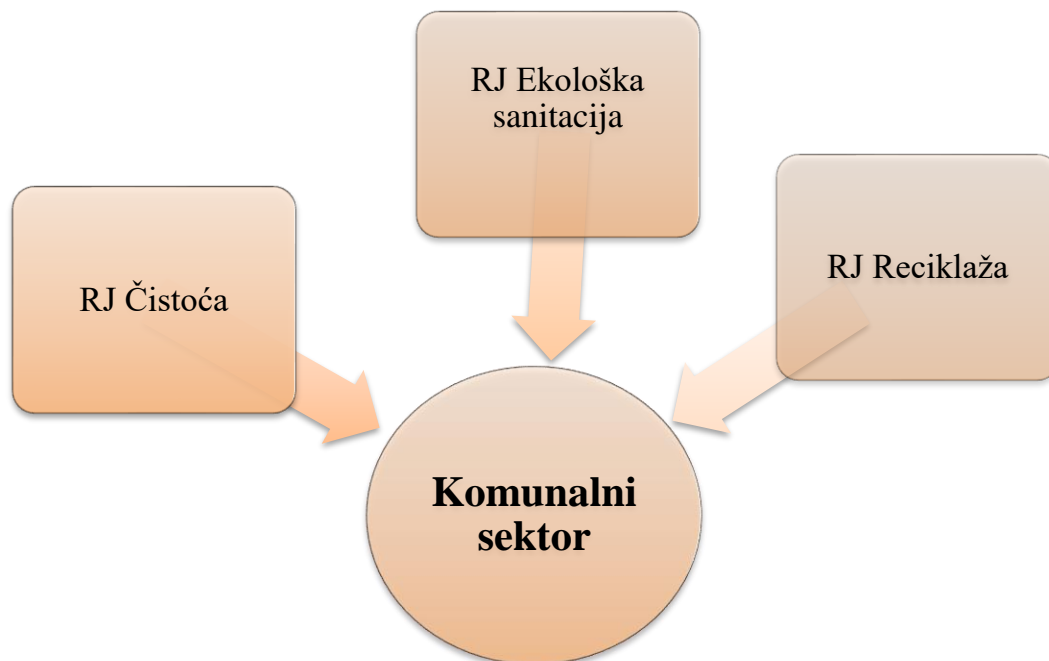 RJ Ekološka
sanitacija
RJ Čistoća
RJ Reciklaža
Komunalni
sektor